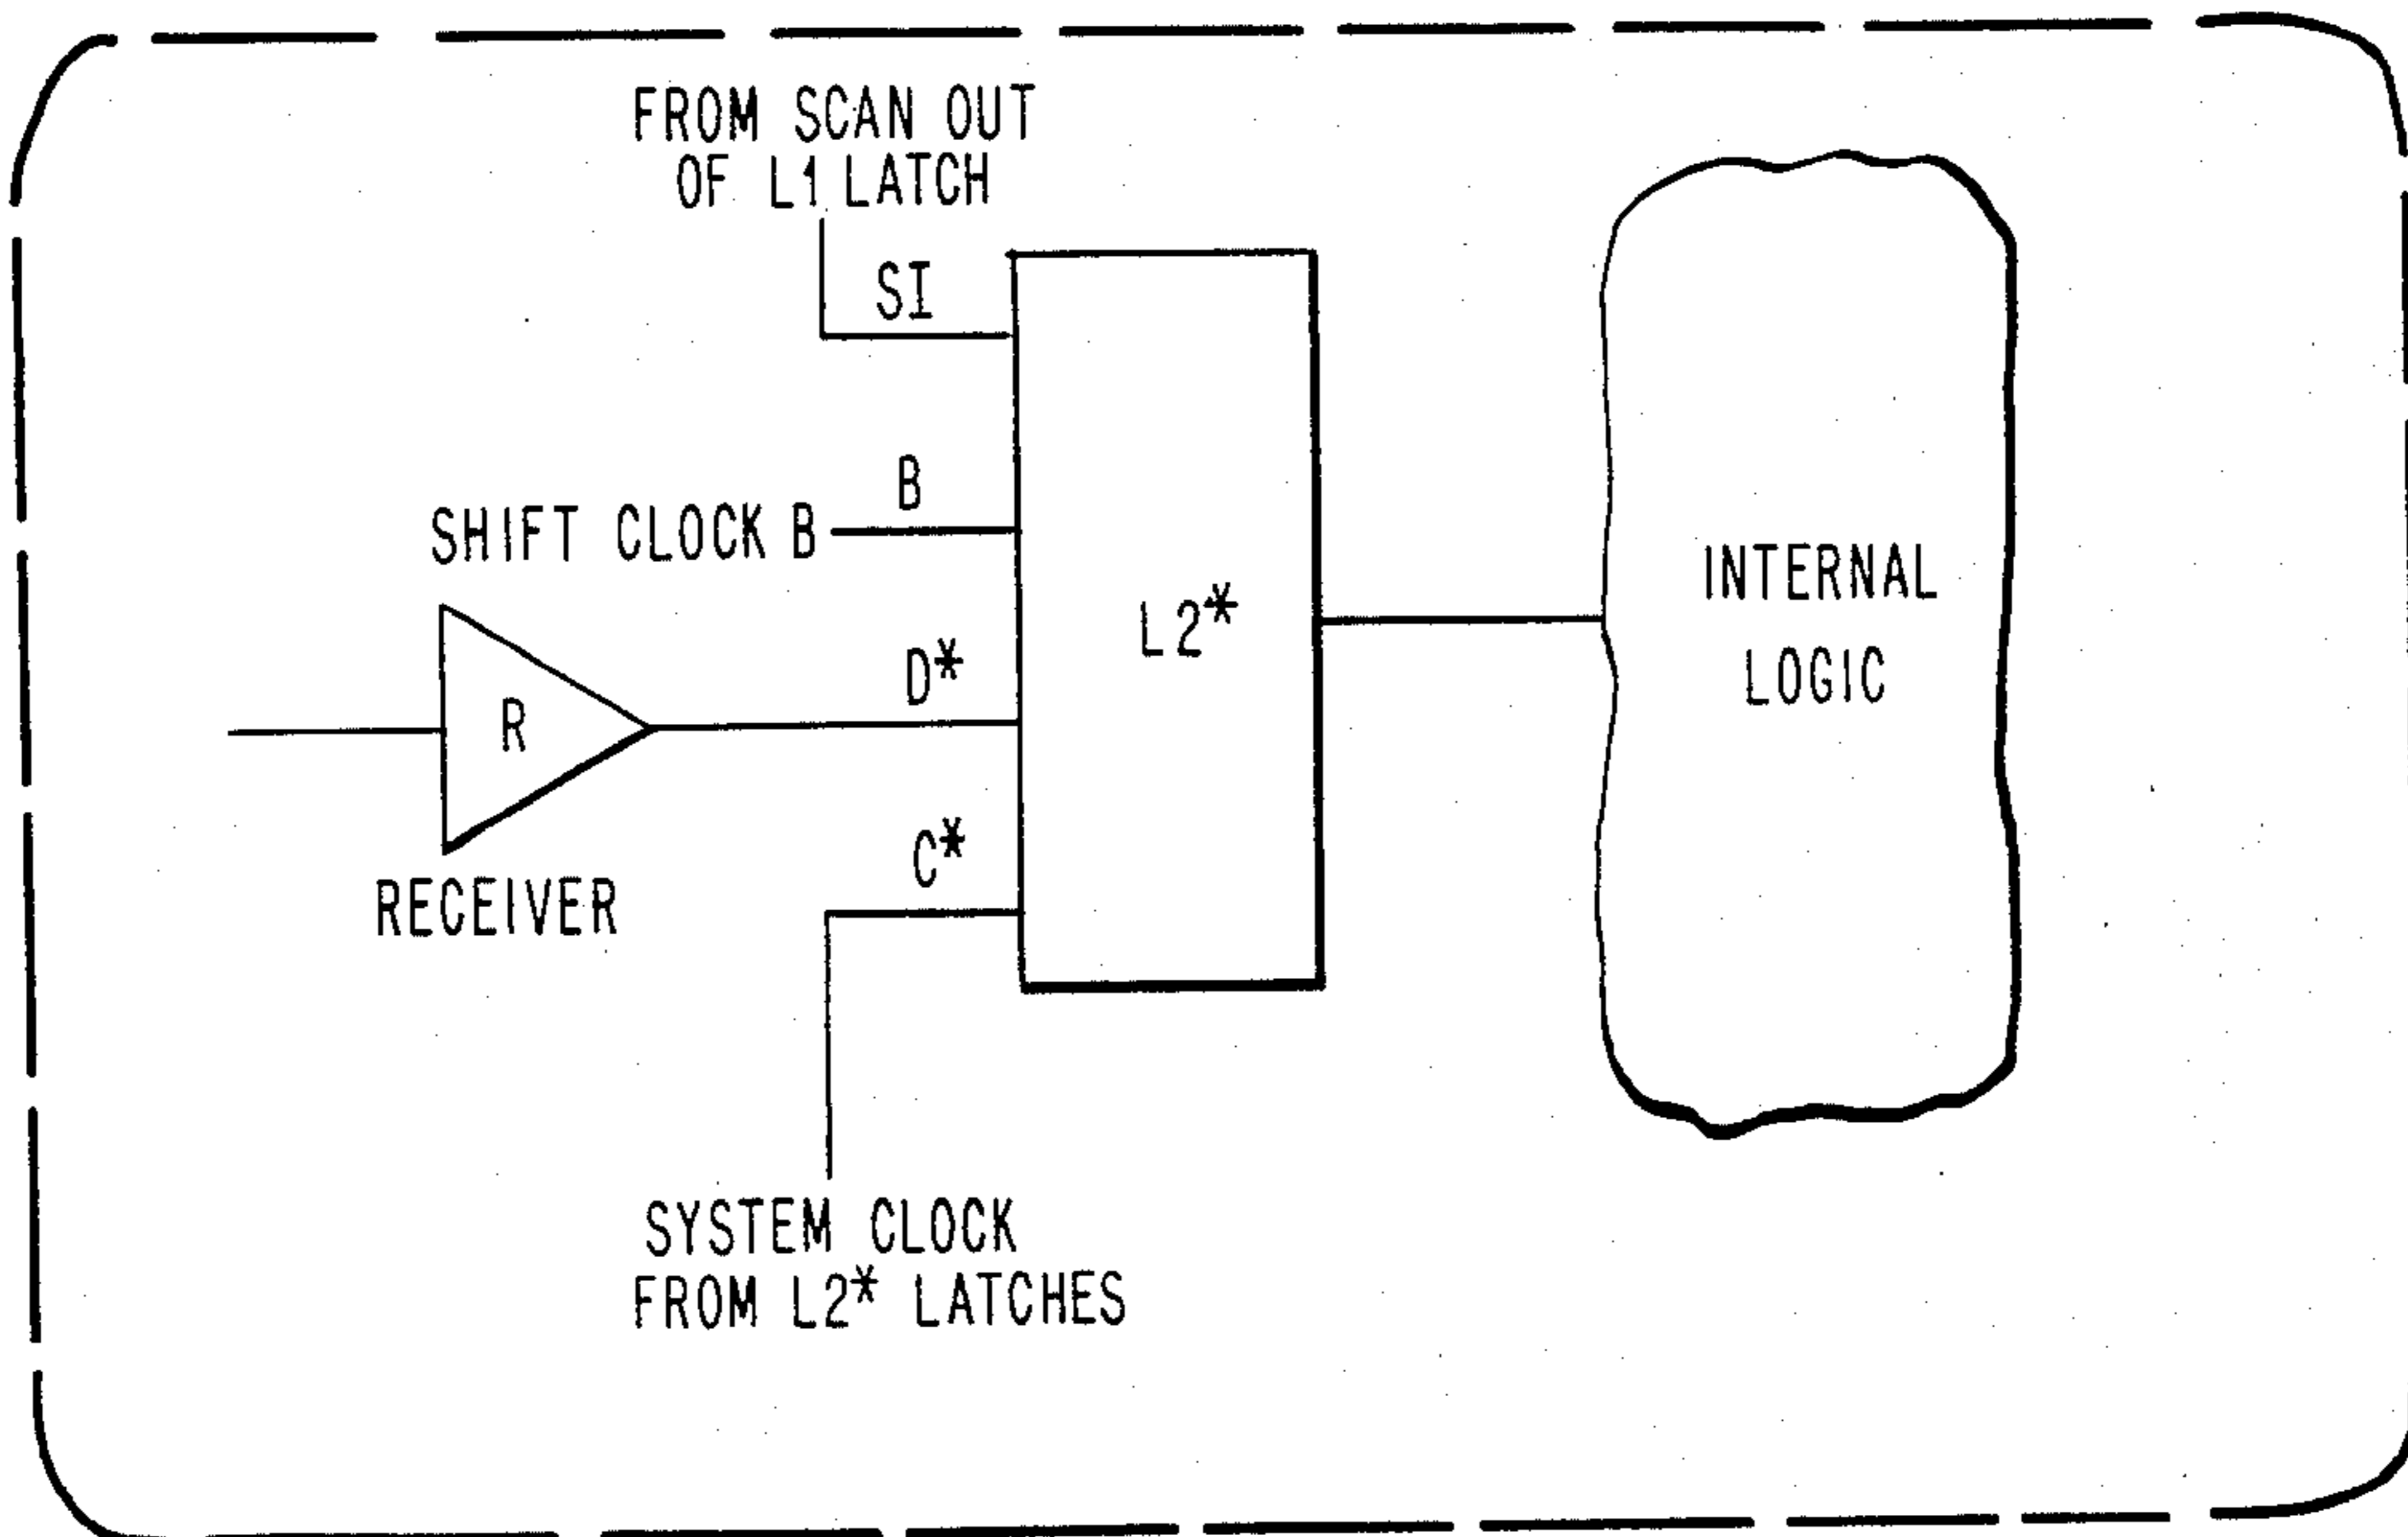 FROM SCAN OUT
OF L1 LATCH
SI
B
SHIFT CLOCK B
L2*
INTERNAL
LOGIC
D*
R
C*
RECEIVER
SYSTEM CLOCK
FROM L2* LATCHES